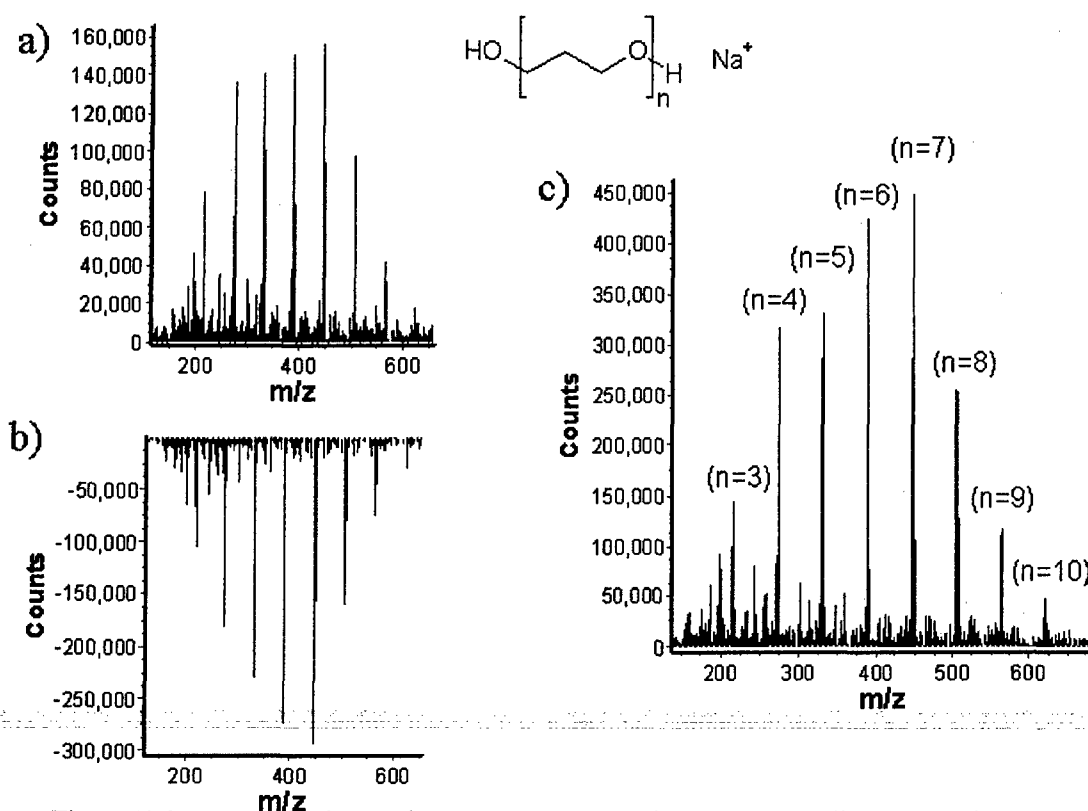 a)
160,000
140,000
120,000
100,000
80,000
60,000
40,000
20,000
0
Counts
200 400 600
m/z
HO O H n Na+
b)
-50,000
-100,000
-150,000
-200,000
-250,000
-300,000
Counts
200 400 600
m/z
c)
450,000
400,000
350,000
300,000
250,000
200,000
150,000
100,000
50,000
0
Counts
(n=3)
(n=4)
(n=5)
(n=6)
(n=7)
(n=8)
(n=9)
(n=10)
200 300 400 500 600
m/z